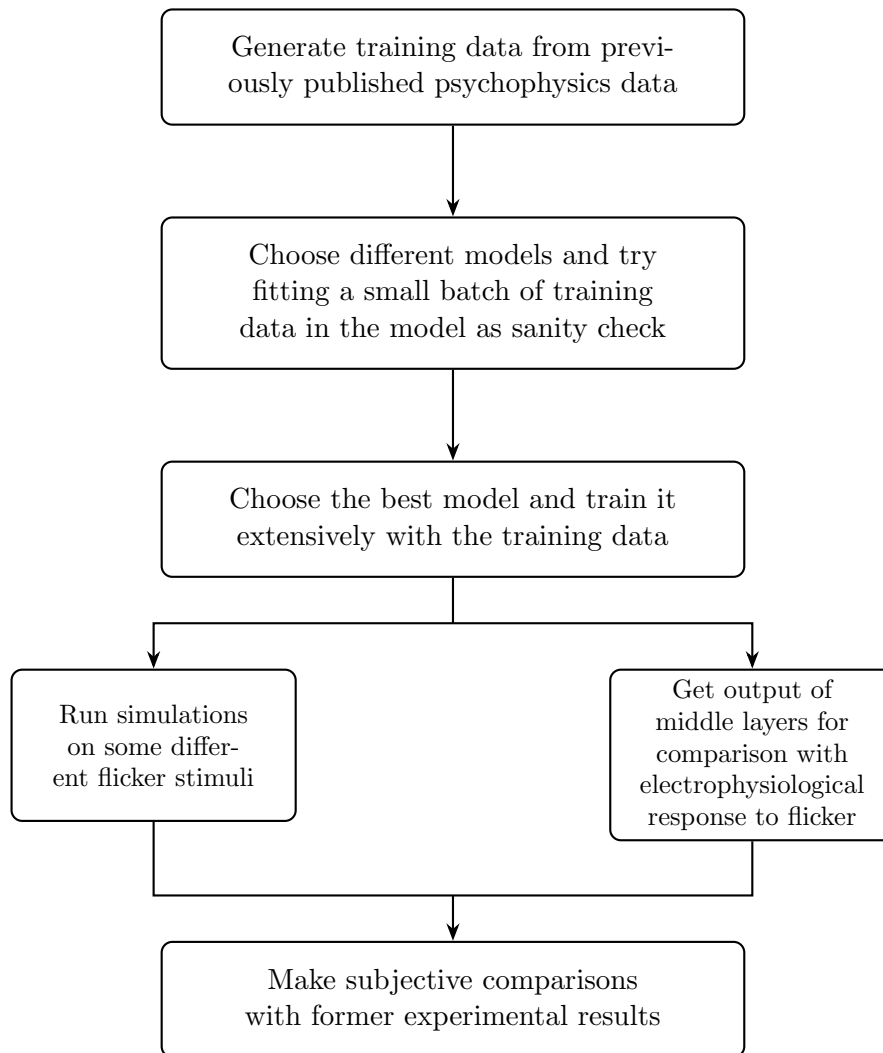 Generate training data from previ-
ously published psychophysics data
Choose different models and try
fitting a small batch of training
data in the model as sanity check
Choose the best model and train it
extensively with the training data
Run simulations
on some differ-
ent flicker stimuli
Get output of
middle layers for
comparison with
electrophysiological
response to flicker
Make subjective comparisons
with former experimental results